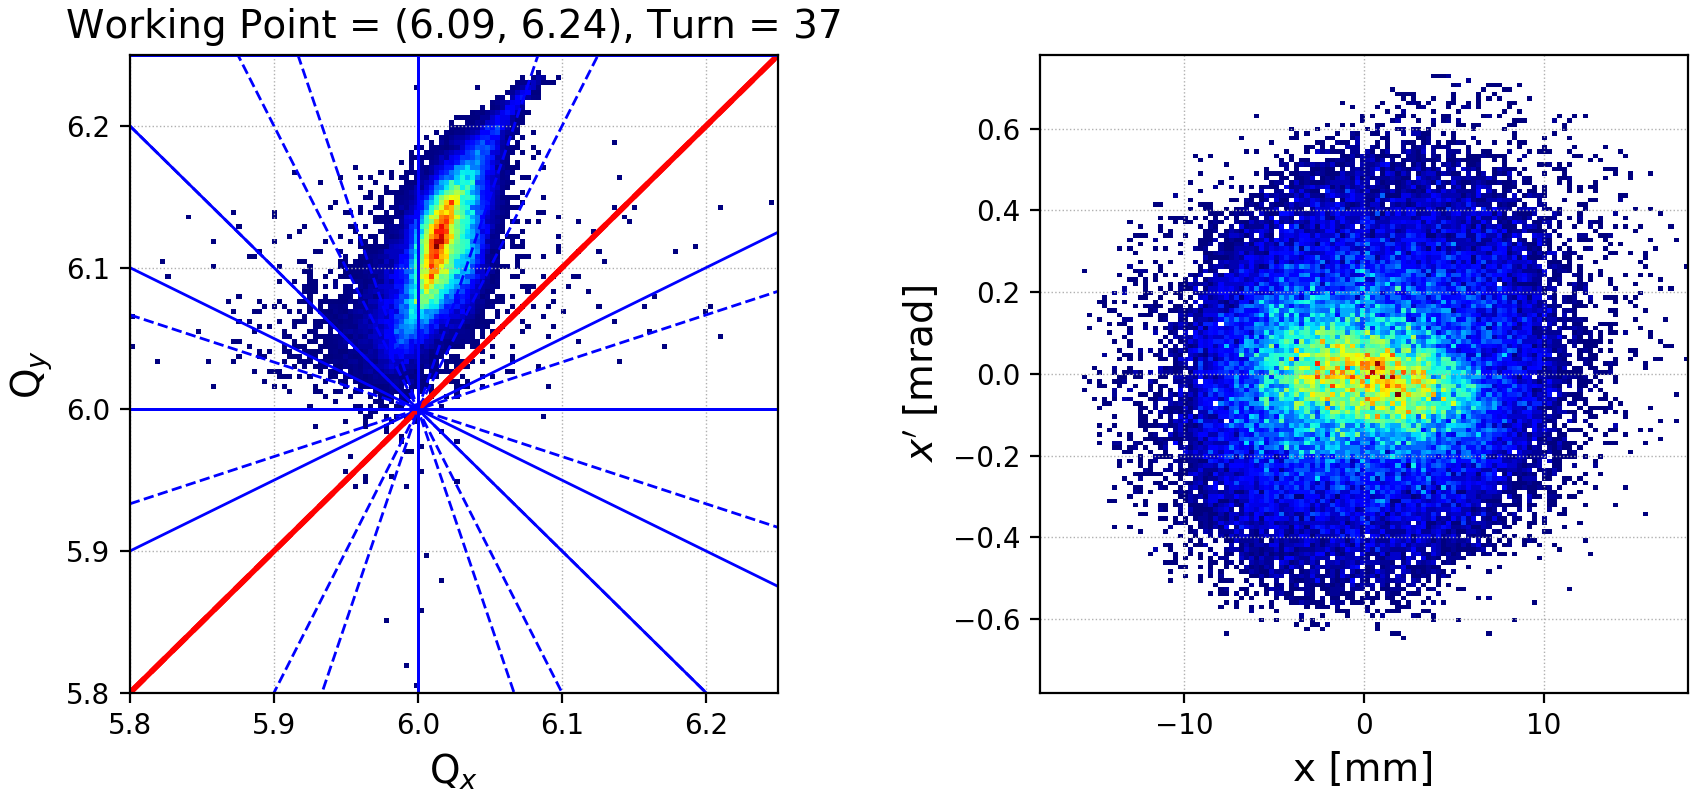 Working Point = (6.09, 6.24), Turn = 37
6.2
6.1
6.0
5.9
5.8
Q_y
5.8 5.9 6.0 6.1 6.2
Q_x
0.6
0.4
0.2
0.0
−0.2
−0.4
−0.6
x′ [mrad]
−10 0 10
x [mm]